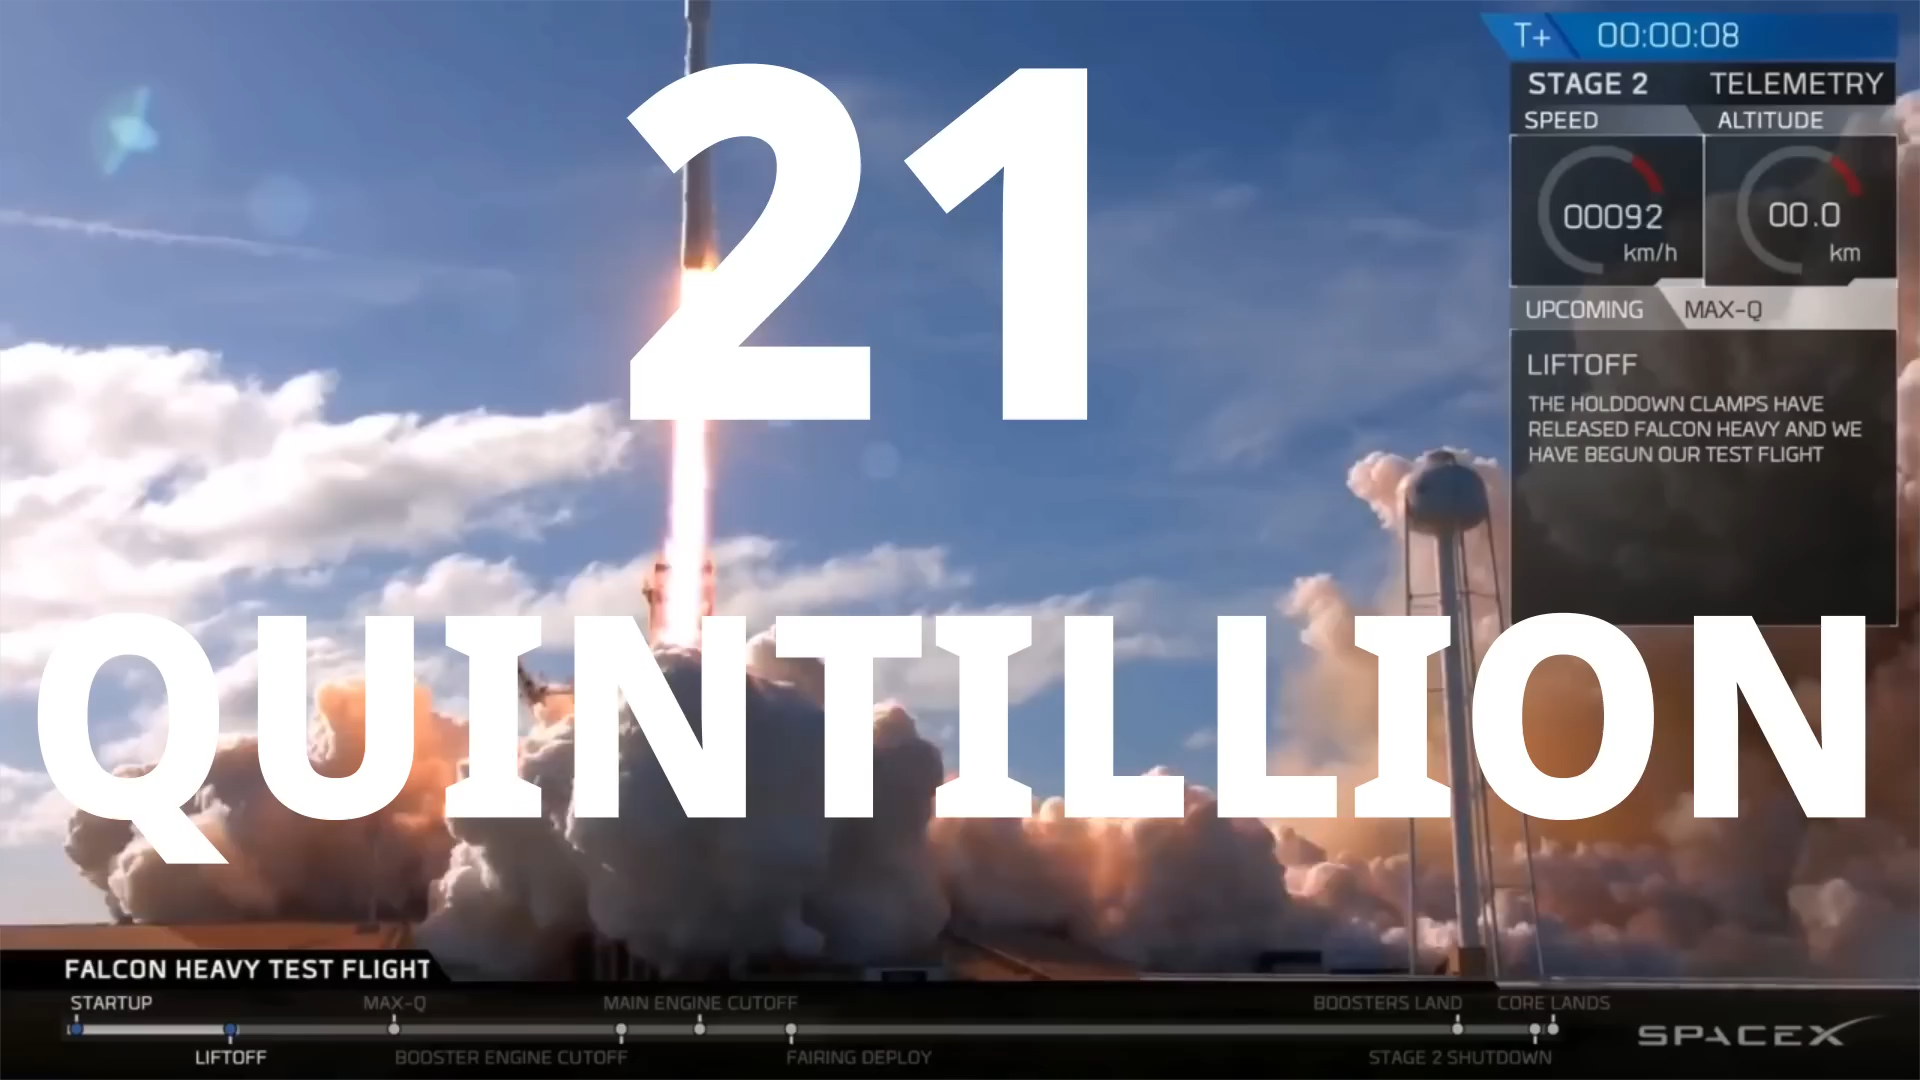 21
QUINTILLION
T+ 00:00:08
STAGE 2 TELEMETRY
SPEED ALTITUDE
00092 00.0
km/h km
UPCOMING MAX-Q
LIFTOFF
THE HOLDDOWN CLAMPS HAVE
RELEASED FALCON HEAVY AND WE
HAVE BEGUN OUR TEST FLIGHT
FALCON HEAVY TEST FLIGHT
STARTUP MAX-Q MAIN ENGINE CUTOFF BOOSTERS LAND CORE LANDS
LIFTOFF BOOSTER ENGINE CUTOFF FAIRING DEPLOY STAGE 2 SHUTDOWN
SPACEX